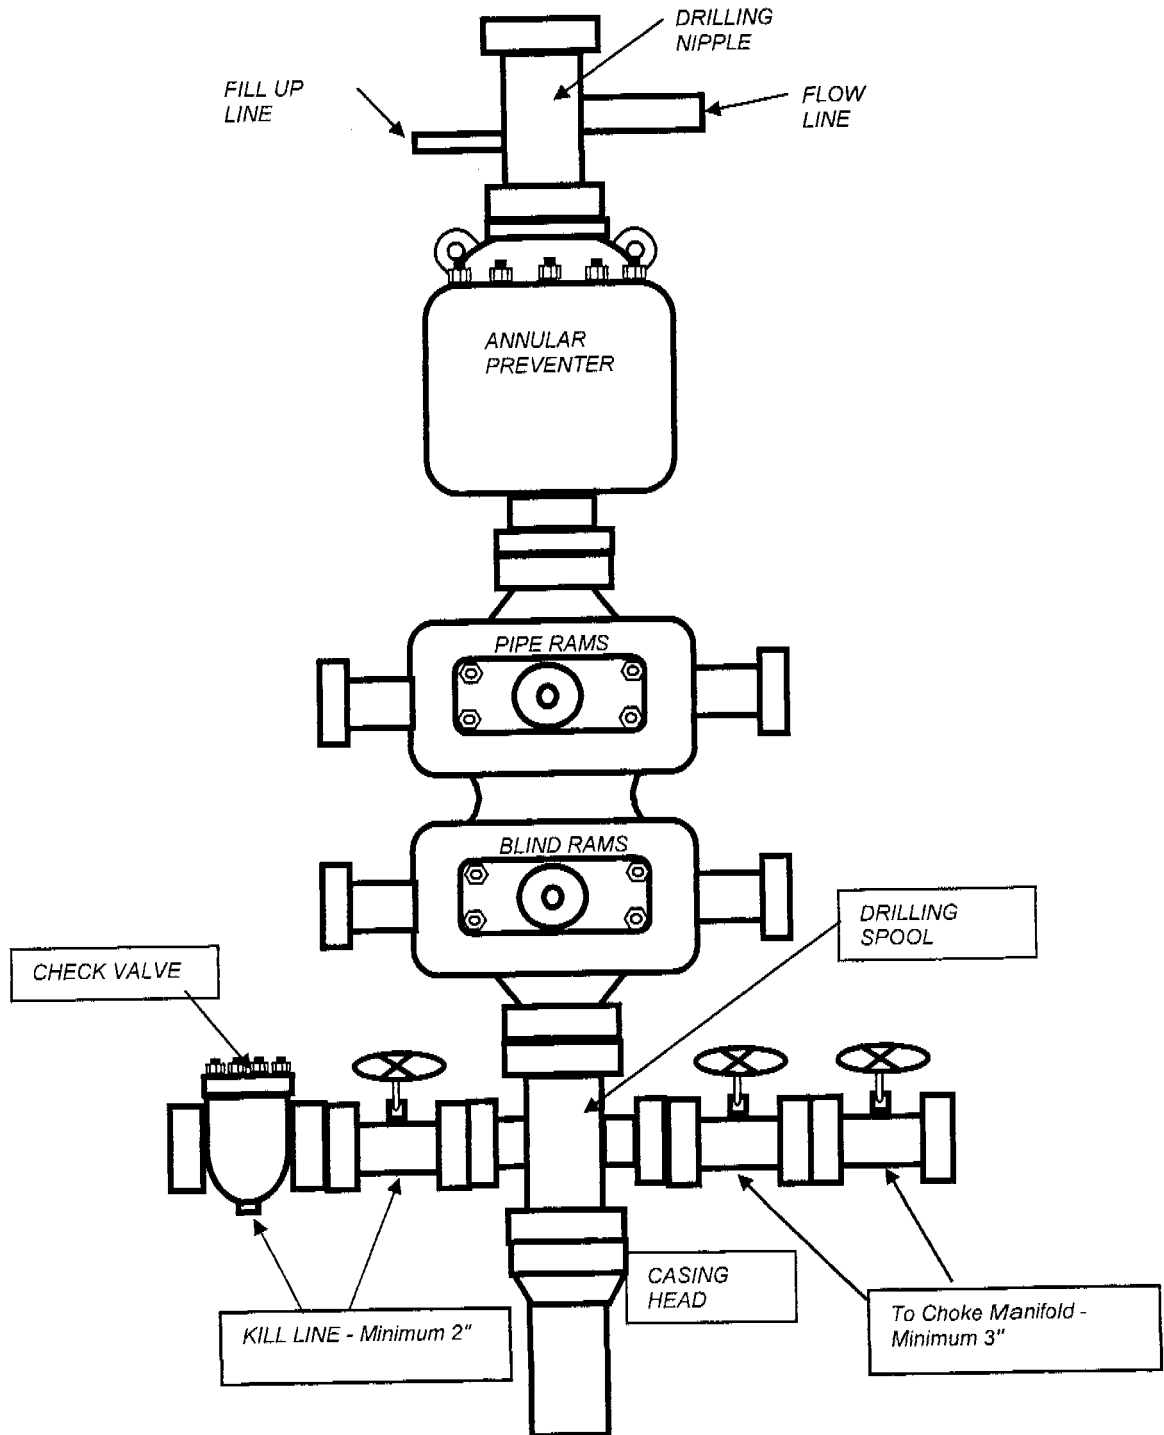 DRILLING
NIPPLE
FILL UP
LINE
FLOW
LINE
ANNULAR
PREVENTER
PIPE RAMS
BLIND RAMS
DRILLING
SPOOL
CHECK VALVE
CASING
HEAD
KILL LINE - Minimum 2"
To Choke Manifold -
Minimum 3"